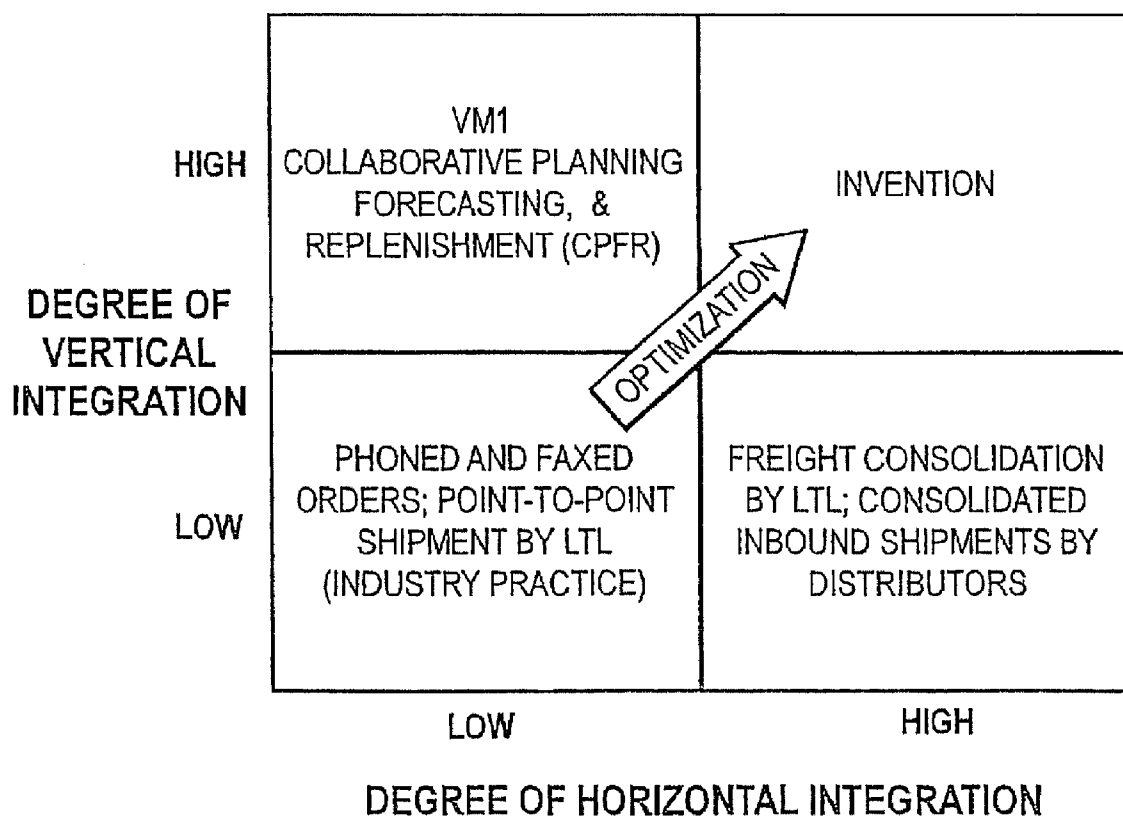 VM1
COLLABORATIVE PLANNING
FORECASTING, &
REPLENISHMENT (CPFR)
HIGH
INVENTION
OPTIMIZATION
DEGREE OF
VERTICAL
INTEGRATION
PHONED AND FAXED
ORDERS; POINT-TO-POINT
SHIPMENT BY LTL
(INDUSTRY PRACTICE)
LOW
FREIGHT CONSOLIDATION
BY LTL; CONSOLIDATED
INBOUND SHIPMENTS BY
DISTRIBUTORS
LOW
HIGH
DEGREE OF HORIZONTAL INTEGRATION